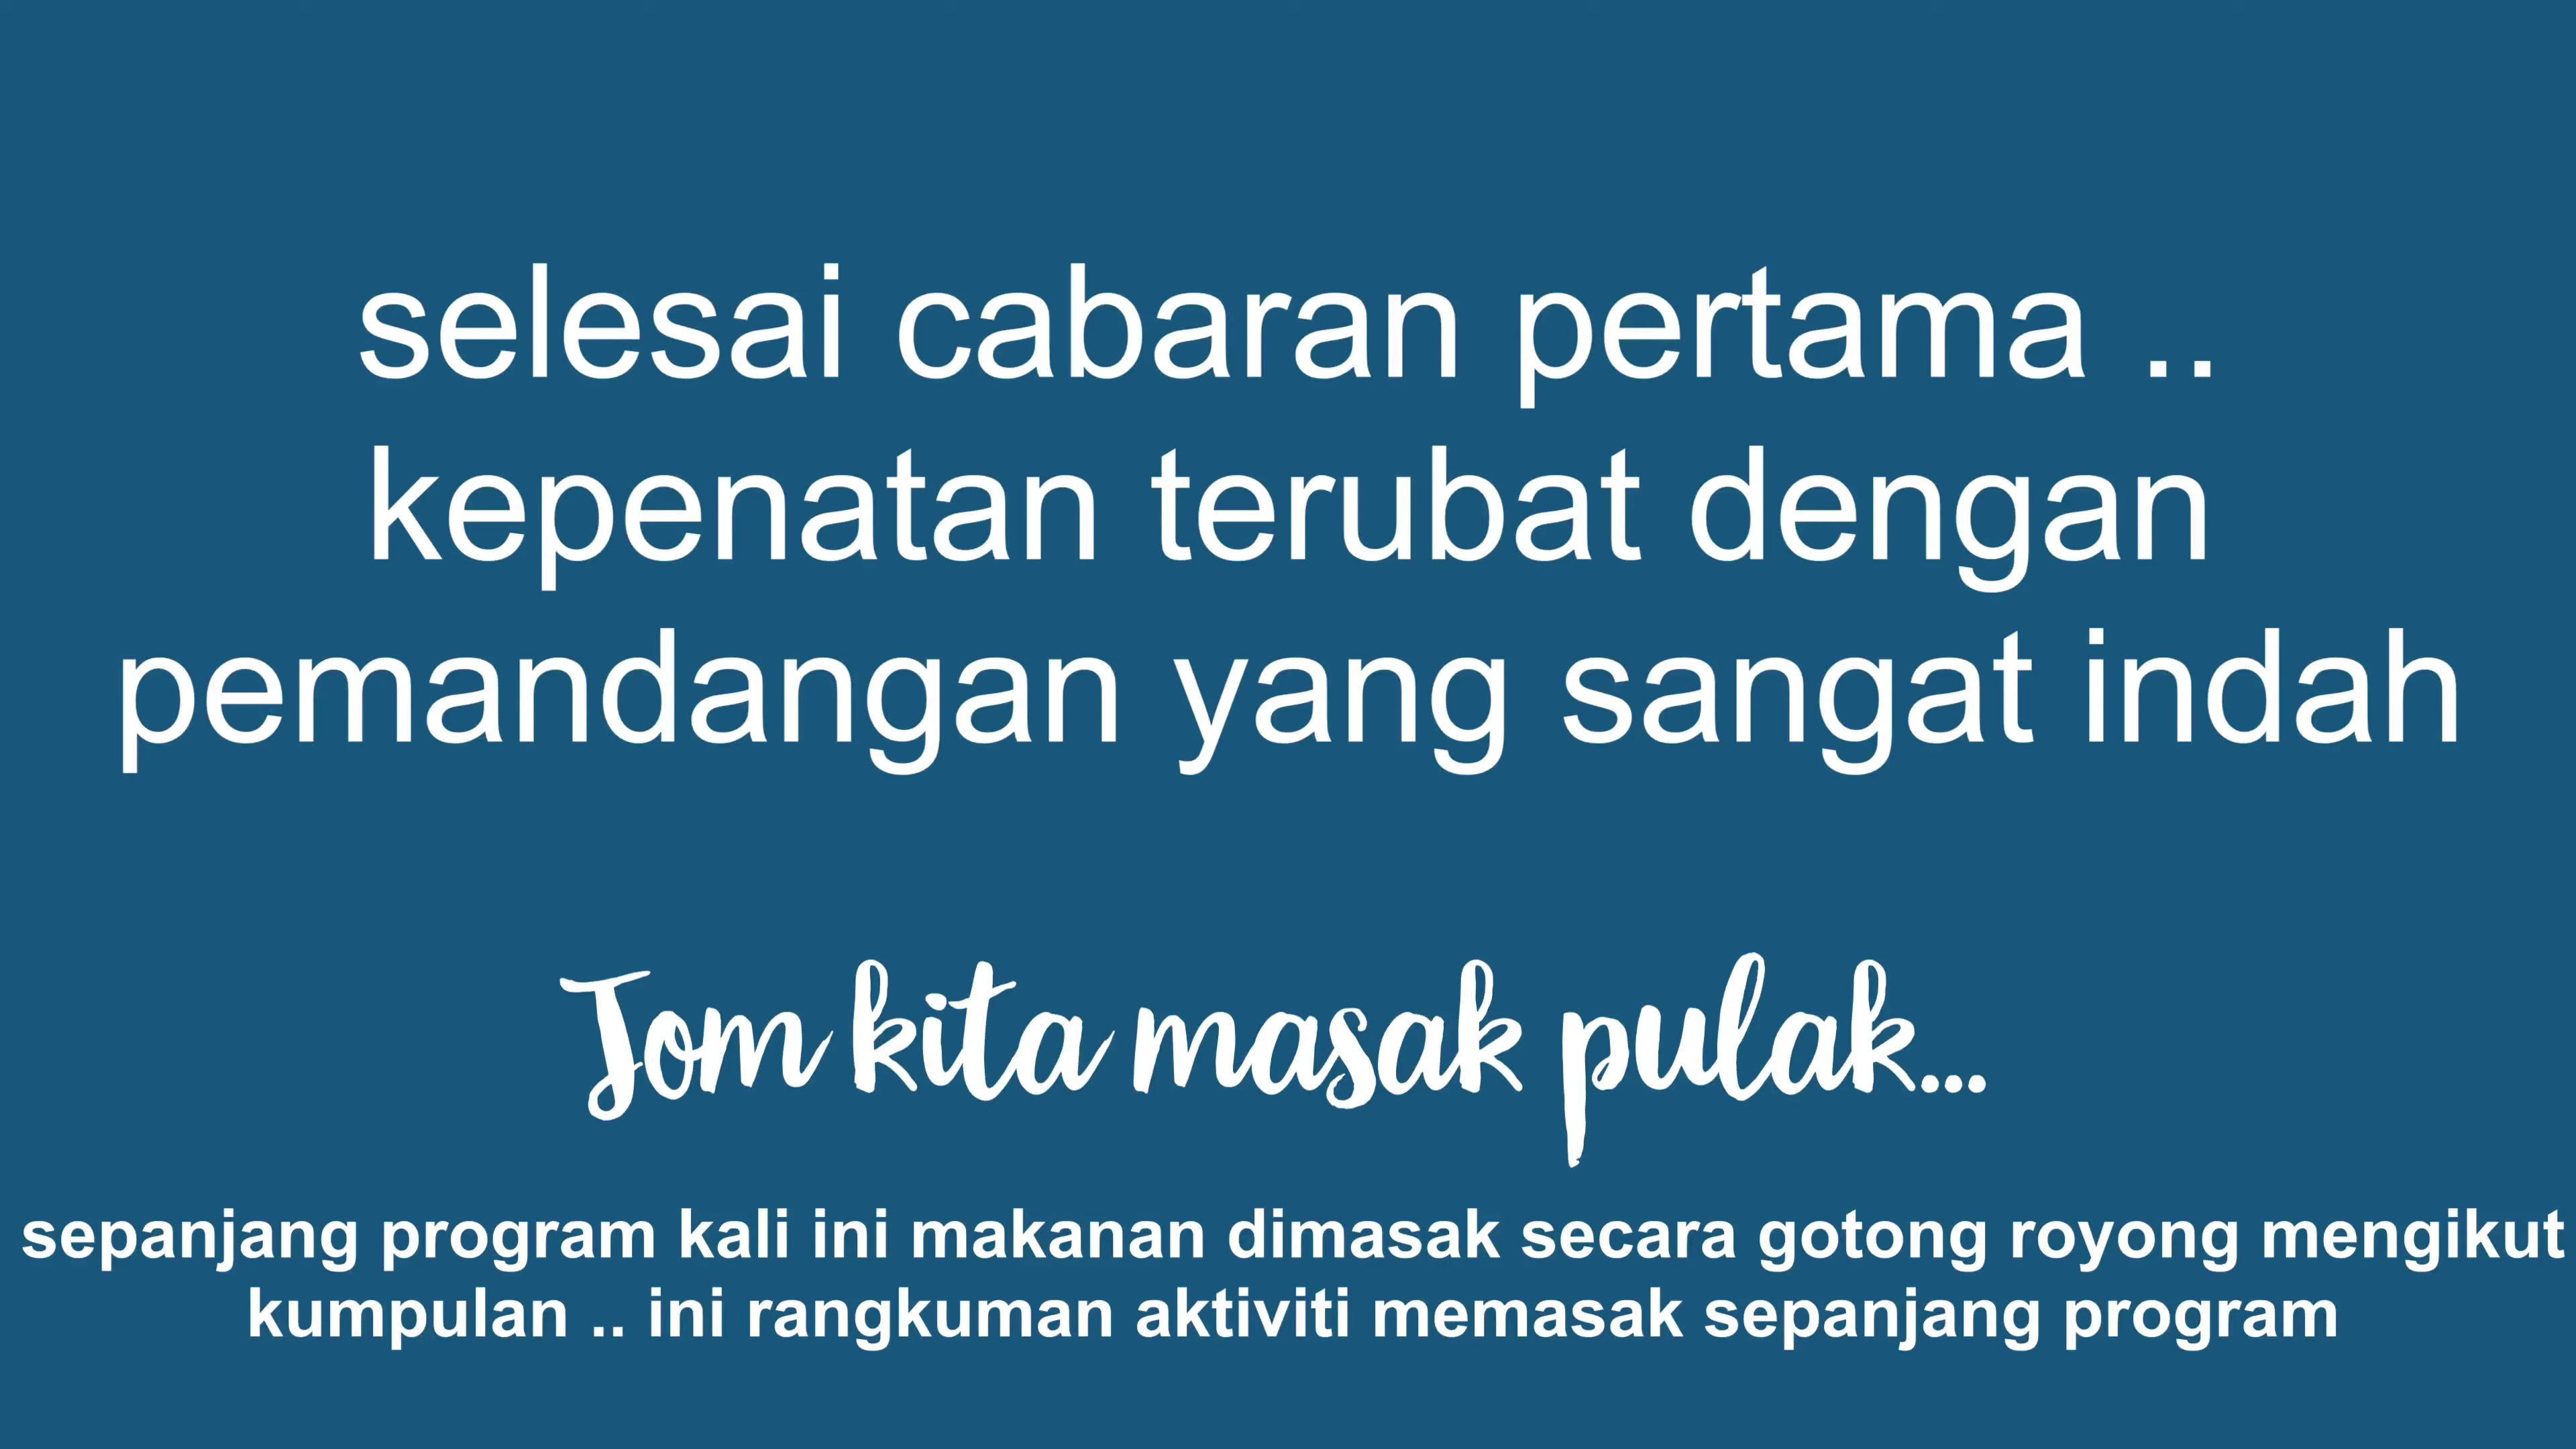 selesai cabaran pertama ..
kepenatan terubat dengan
pemandangan yang sangat indah
Jom kita masak pulak...
sepanjang program kali ini makanan dimasak secara gotong royong mengikut
kumpulan .. ini rangkuman aktiviti memasak sepanjang program